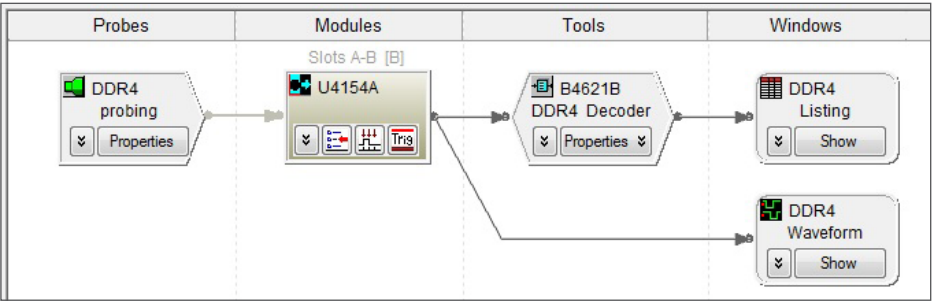 Probes
Modules
Tools
Windows
Slots A-B [B]
DDR4
probing
Properties
U4154A
Trig
B4621B
DDR4 Decoder
Properties
DDR4
Listing
Show
DDR4
Waveform
Show